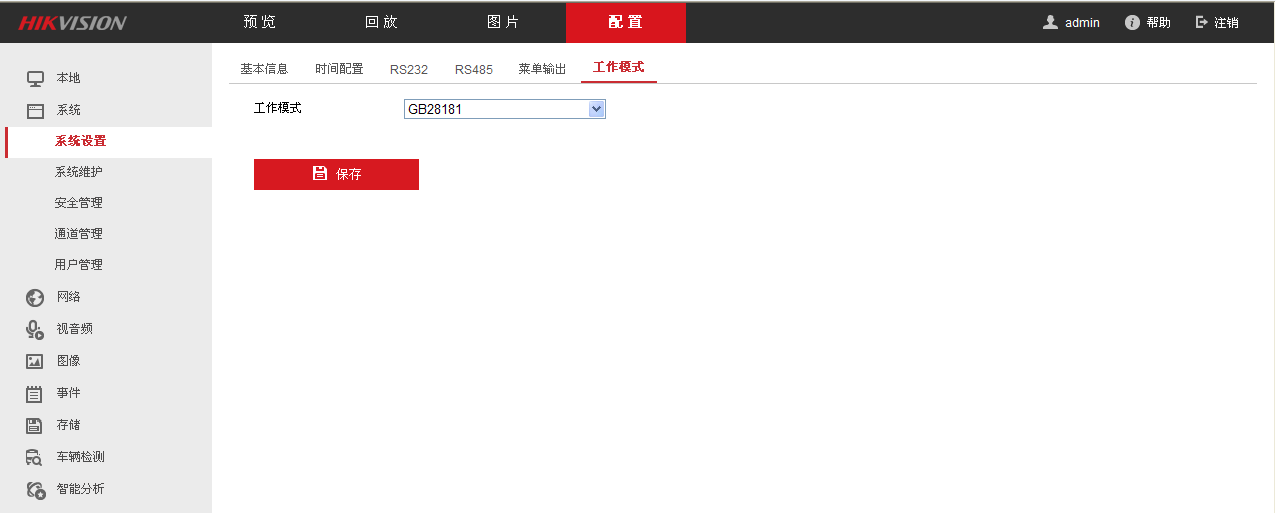 HIKVISION 预览 回放 图片 配置 admin 帮助 注销
本地
系统
系统设置
系统维护
安全管理
通道管理
用户管理
网络
视音频
图像
事件
存储
车辆检测
智能分析
基本信息 时间配置 RS232 RS485 菜单输出 工作模式
工作模式 GB28181
保存